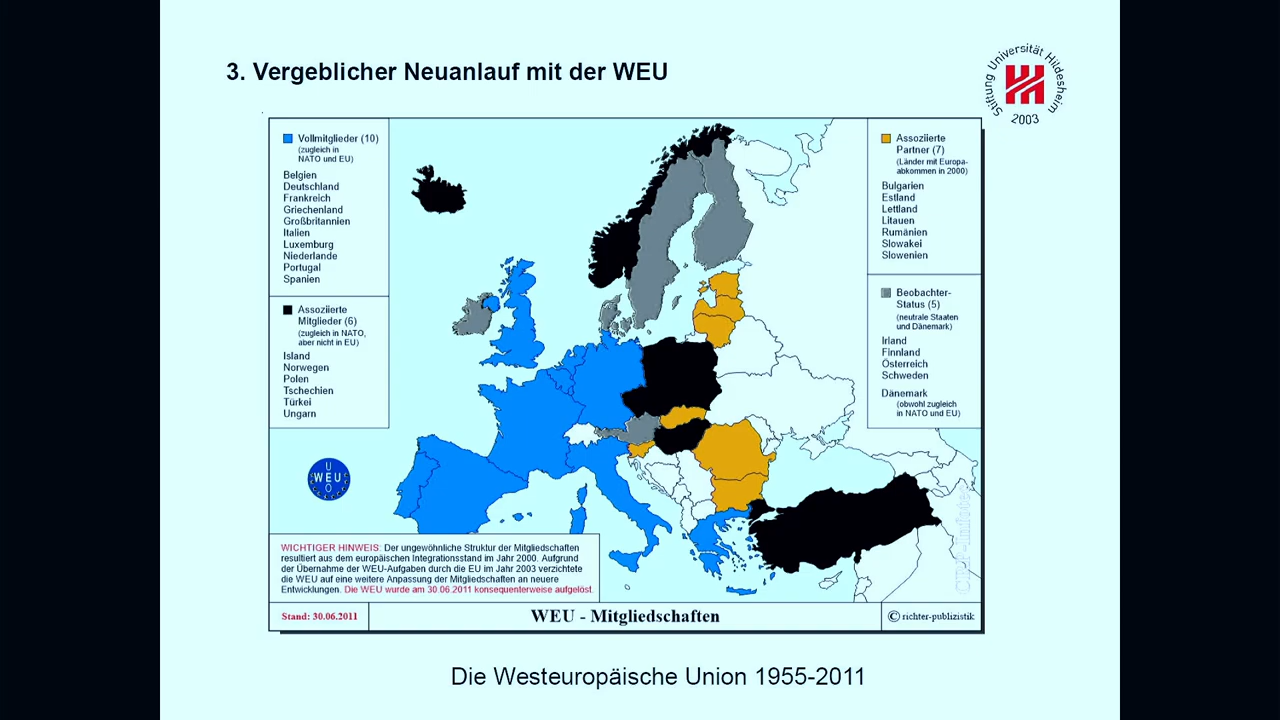 3. Vergeblicher Neuanlauf mit der WEU
Stiftung Universität Hildesheim
2003
Vollmitglieder (10)
(zugleich in
NATO und EU)
Belgien
Deutschland
Frankreich
Griechenland
Großbritannien
Italien
Luxemburg
Niederlande
Portugal
Spanien
Assoziierte
Mitglieder (6)
(zugleich in NATO,
aber nicht in EU)
Island
Norwegen
Polen
Tschechien
Türkei
Ungarn
Assoziierte
Partner (7)
(Länder mit Europa-
abkommen in 2000)
Bulgarien
Estland
Lettland
Litauen
Rumänien
Slowakei
Slowenien
Beobachter-
Status (5)
(neutrale Staaten
und Dänemark)
Irland
Finnland
Österreich
Schweden
Dänemark
(obwohl zugleich
in NATO und EU)
U
WEU
O
WICHTIGER HINWEIS: Der ungewöhnliche Struktur der Mitgliedschaften
resultiert aus dem europäischen Integrationsstand im Jahr 2000. Aufgrund
der Übernahme der WEU-Aufgaben durch die EU im Jahr 2003 verzichtete
die WEU auf eine weitere Anpassung der Mitgliedschaften an neuere
Entwicklungen. Die WEU wurde am 30.06.2011 konsequenterweise aufgelöst.
Stand: 30.06.2011
WEU - Mitgliedschaften
© richter-publizistik
Die Westeuropäische Union 1955-2011